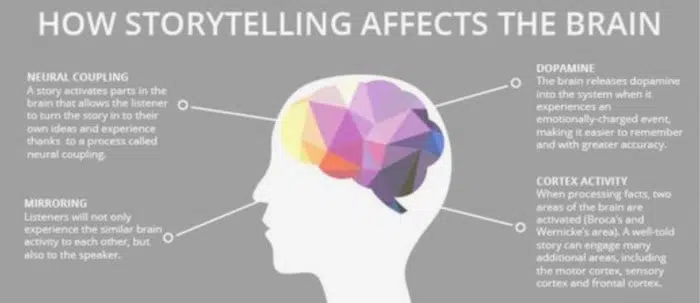 HOW STORYTELLING AFFECTS THE BRAIN
NEURAL COUPLING
A story activates parts in the
brain that allows the listener
to turn the story in to their
own ideas and experience
thanks to a process called
neural coupling.
MIRRORING
Listeners will not only
experience the similar brain
activity to each other, but
also to the speaker.
DOPAMINE
The brain releases dopamine
into the system when it
experiences an
emotionally-charged event,
making it easier to remember
and with greater accuracy.
CORTEX ACTIVITY
When processing facts, two
areas of the brain are
activated (Broca's and
Wernicke's area). A well-told
story can engage many
additional areas, including
the motor cortex, sensory
cortex and frontal cortex.